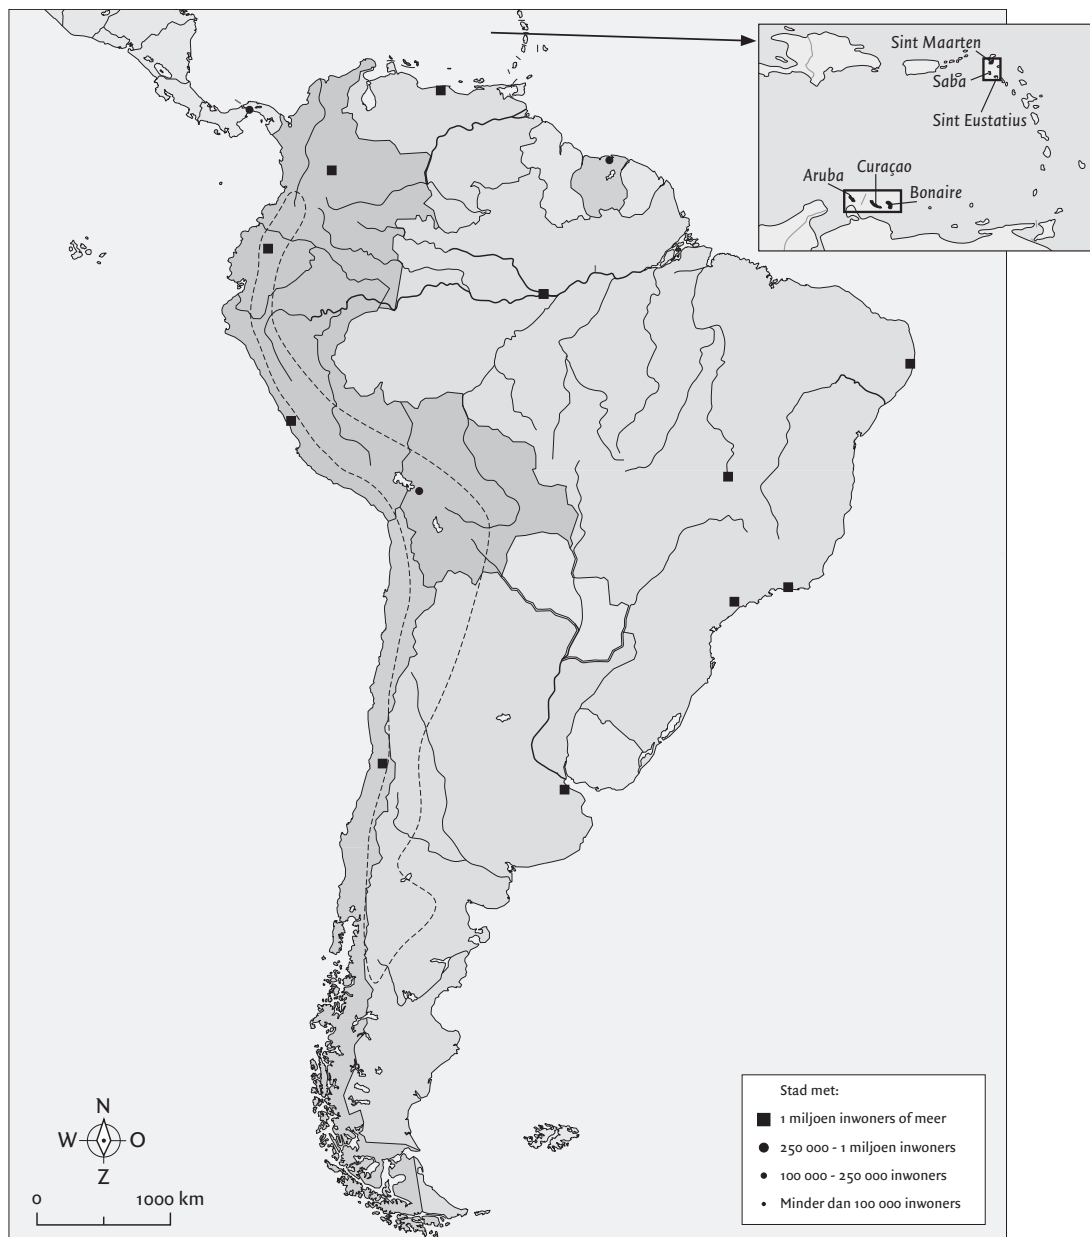 Sint Maarten
Saba
Sint Eustatius
Aruba
Curaçao
Bonaire
N
W
O
Z
0
1000 km
Stad met:
1 miljoen inwoners of meer
250 000 - 1 miljoen inwoners
100 000 - 250 000 inwoners
Minder dan 100 000 inwoners